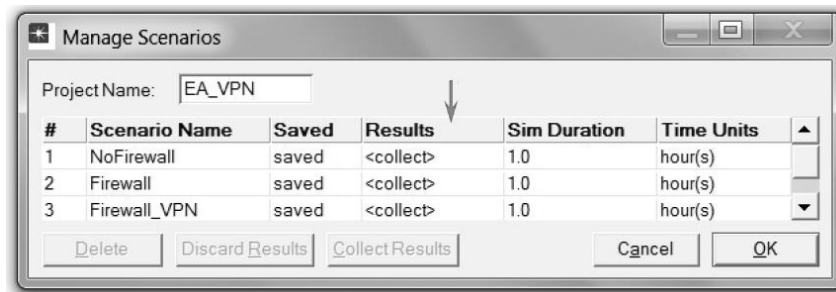 Manage Scenarios
Project Name: EA_VPN
# Scenario Name Saved Results Sim Duration Time Units
1 NoFirewall saved <collect> 1.0 hour(s)
2 Firewall saved <collect> 1.0 hour(s)
3 Firewall_VPN saved <collect> 1.0 hour(s)
Delete Discard Results Collect Results Cancel OK